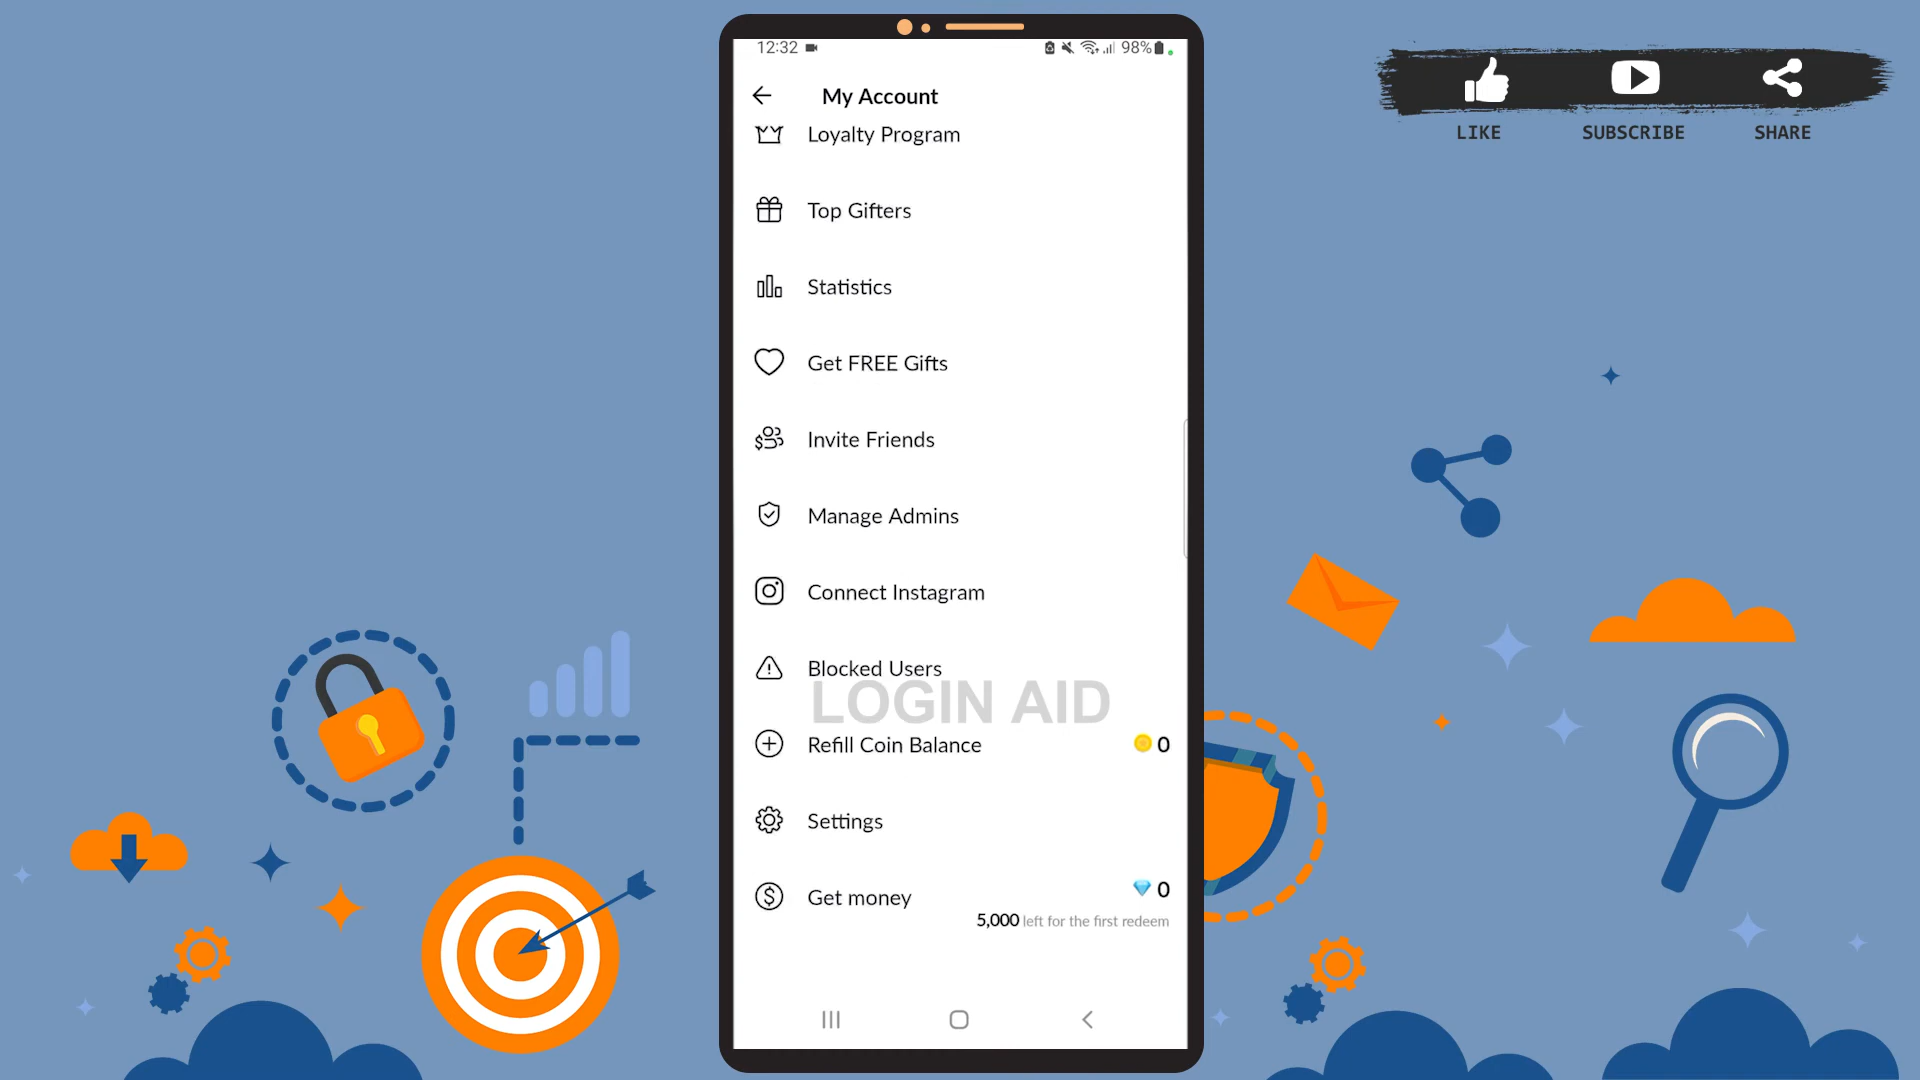 12:32
98%
My Account
Loyalty Program
Top Gifters
Statistics
Get FREE Gifts
Invite Friends
Manage Admins
Connect Instagram
Blocked Users
LOGIN AID
Refill Coin Balance 0
Settings
Get money 0
5,000 left for the first redeem
LIKE SUBSCRIBE SHARE